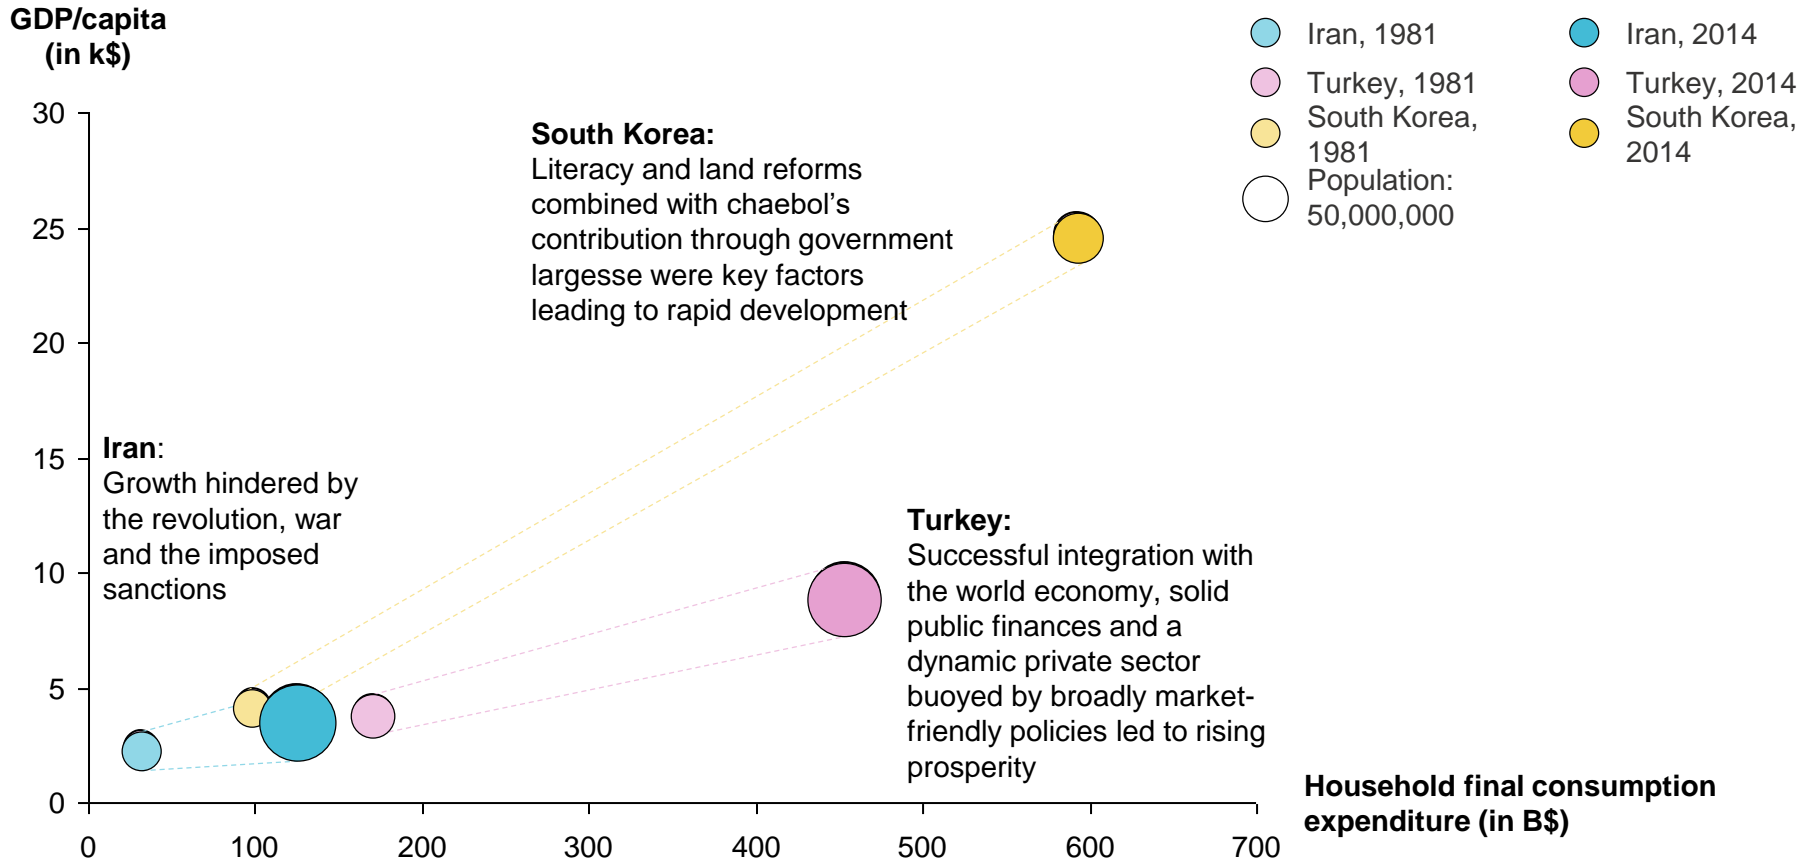 GDP/capita
(in k$)
Iran, 1981
Iran, 2014
Turkey, 1981
Turkey, 2014
South Korea,
1981
South Korea,
2014
Population:
50,000,000
30
25
20
15
10
5
0
South Korea:
Literacy and land reforms
combined with chaebol’s
contribution through government
largesse were key factors
leading to rapid development
Iran:
Growth hindered by
the revolution, war
and the imposed
sanctions
Turkey:
Successful integration with
the world economy, solid
public finances and a
dynamic private sector
buoyed by broadly market-
friendly policies led to rising
prosperity
Household final consumption
expenditure (in B$)
0 100 200 300 400 500 600 700